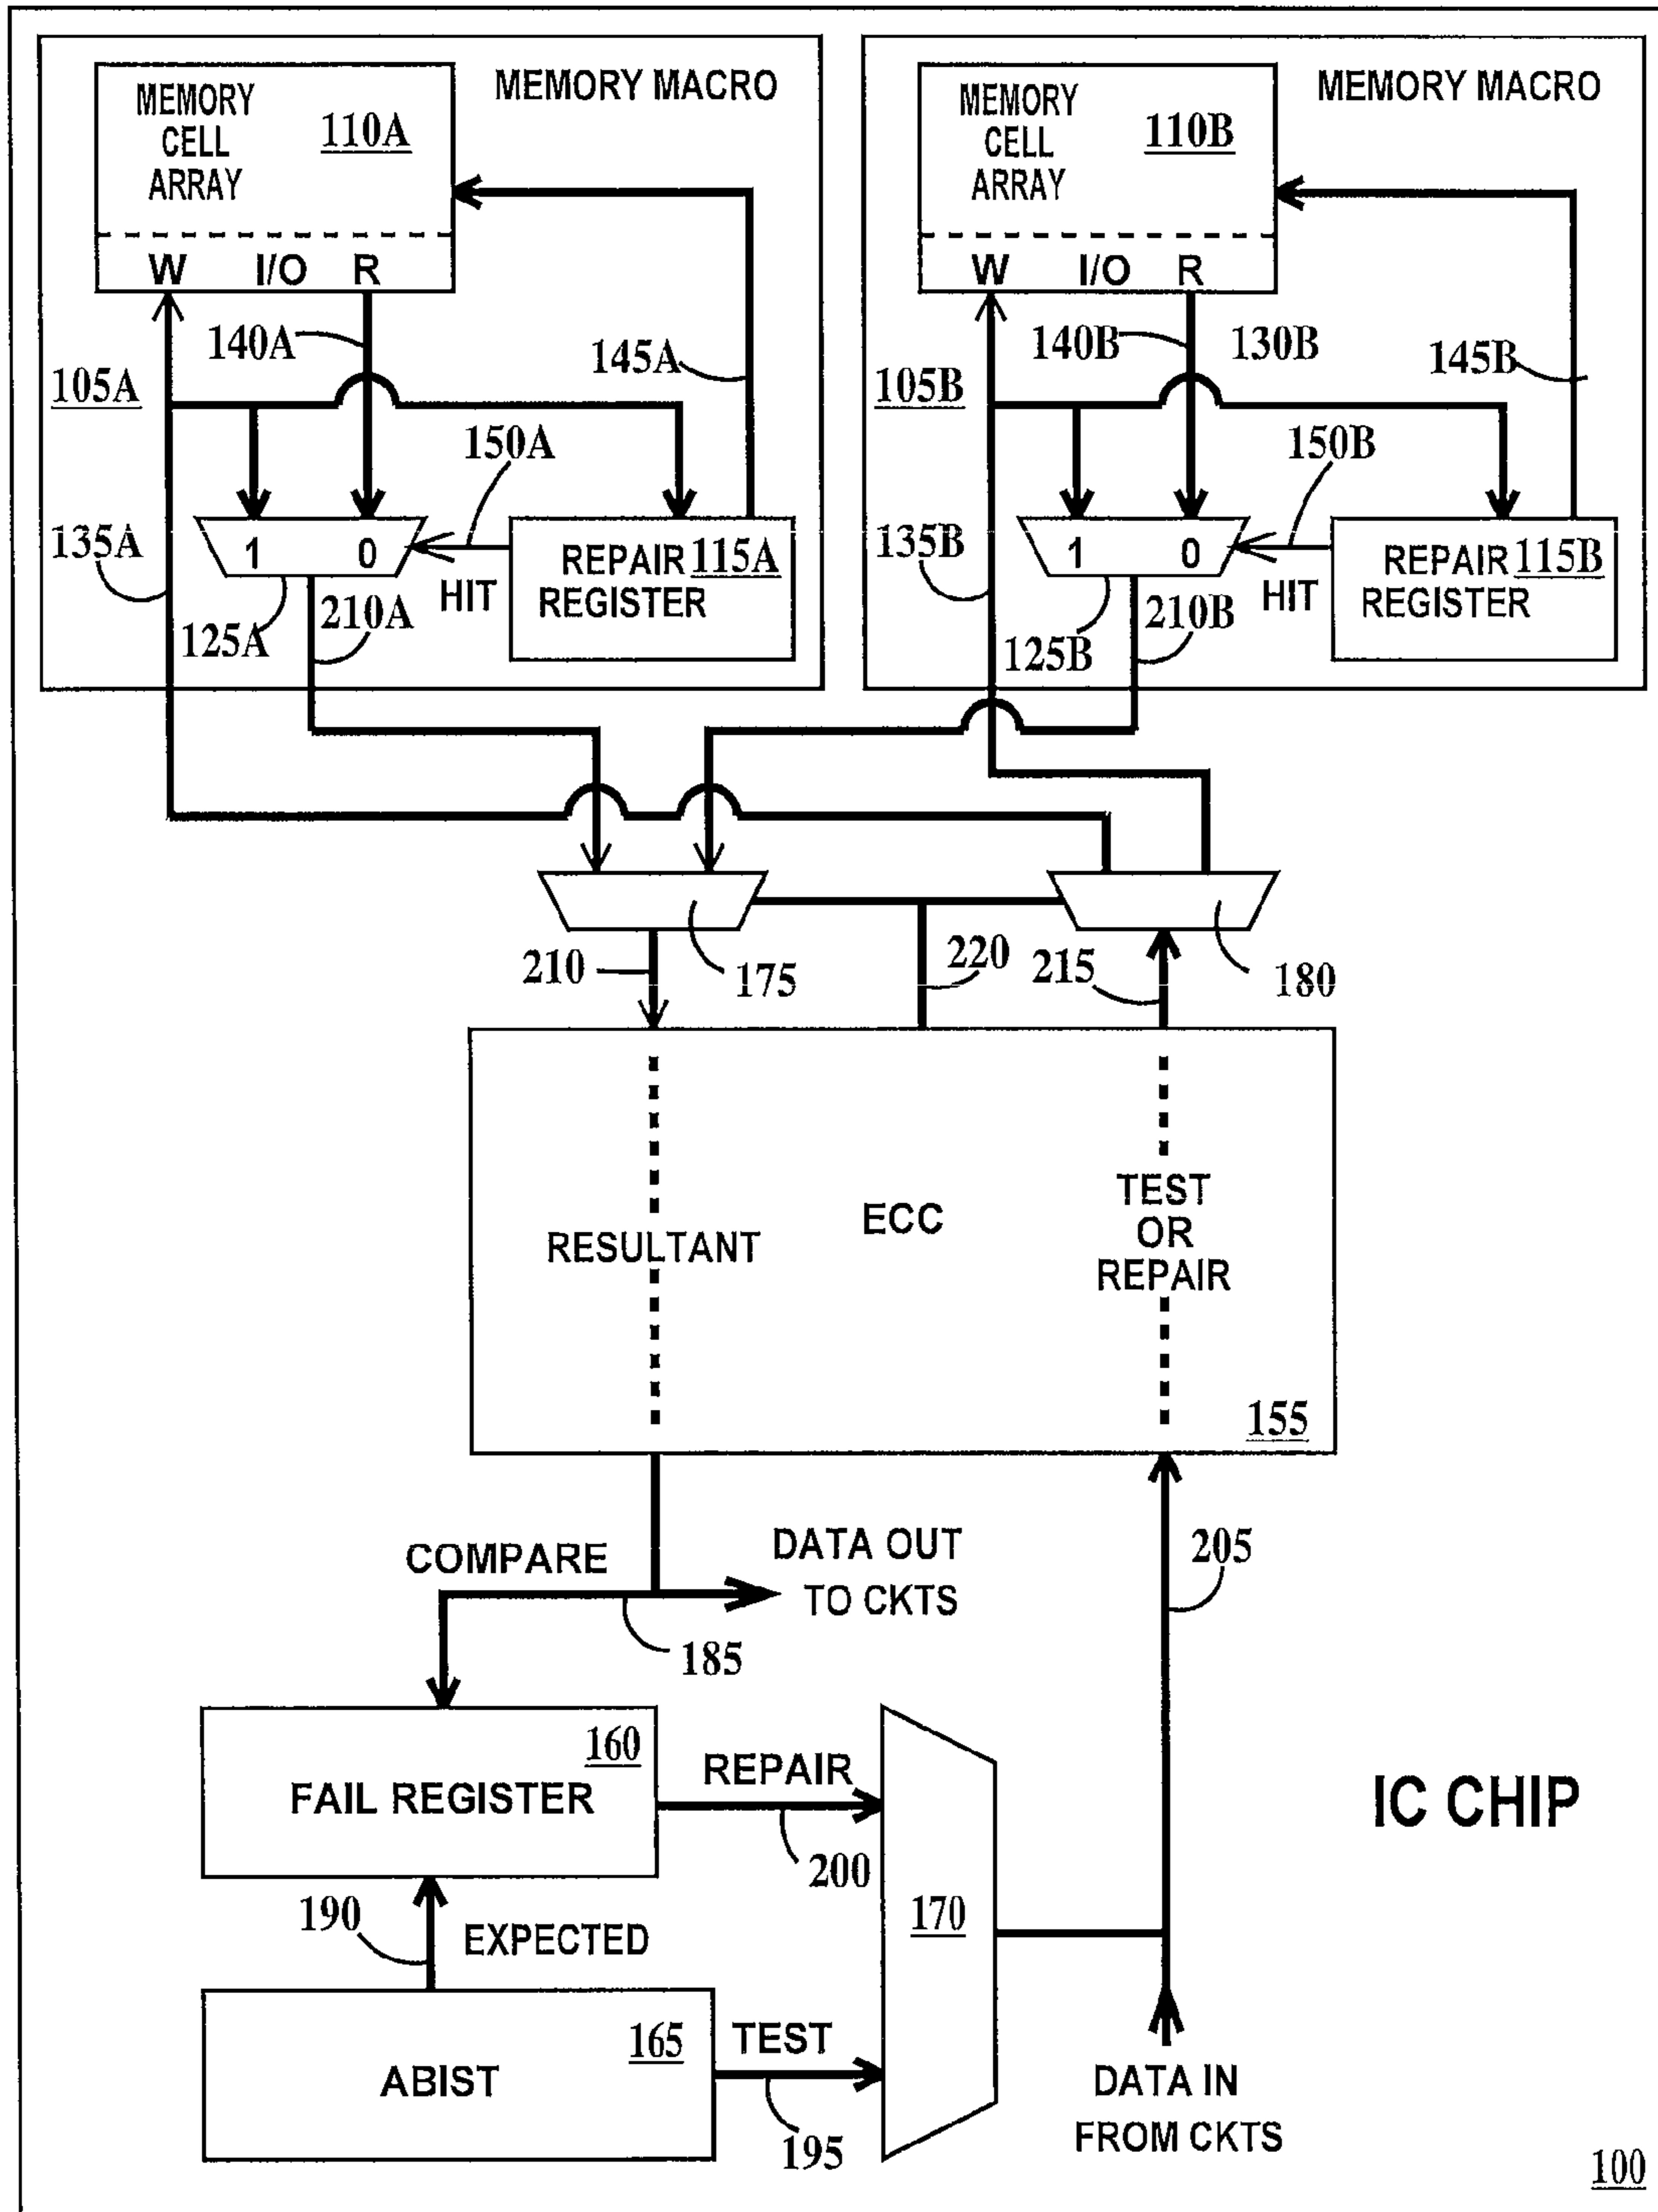 MEMORY MACRO
MEMORY
CELL
ARRAY
110A
W I/O R
140A
145A
105A
150A
135A
1 0
HIT
REPAIR 115A
REGISTER
125A
210A
MEMORY MACRO
MEMORY
CELL
ARRAY
110B
W I/O R
140B
130B
145B
105B
150B
135B
1 0
HIT
REPAIR 115B
REGISTER
125B
210B
210
175
220
215
180
RESULTANT
ECC
TEST
OR
REPAIR
155
COMPARE
DATA OUT
TO CKTS
185
205
160
FAIL REGISTER
REPAIR
200
170
IC CHIP
190
EXPECTED
165
ABIST
TEST
195
DATA IN
FROM CKTS
100